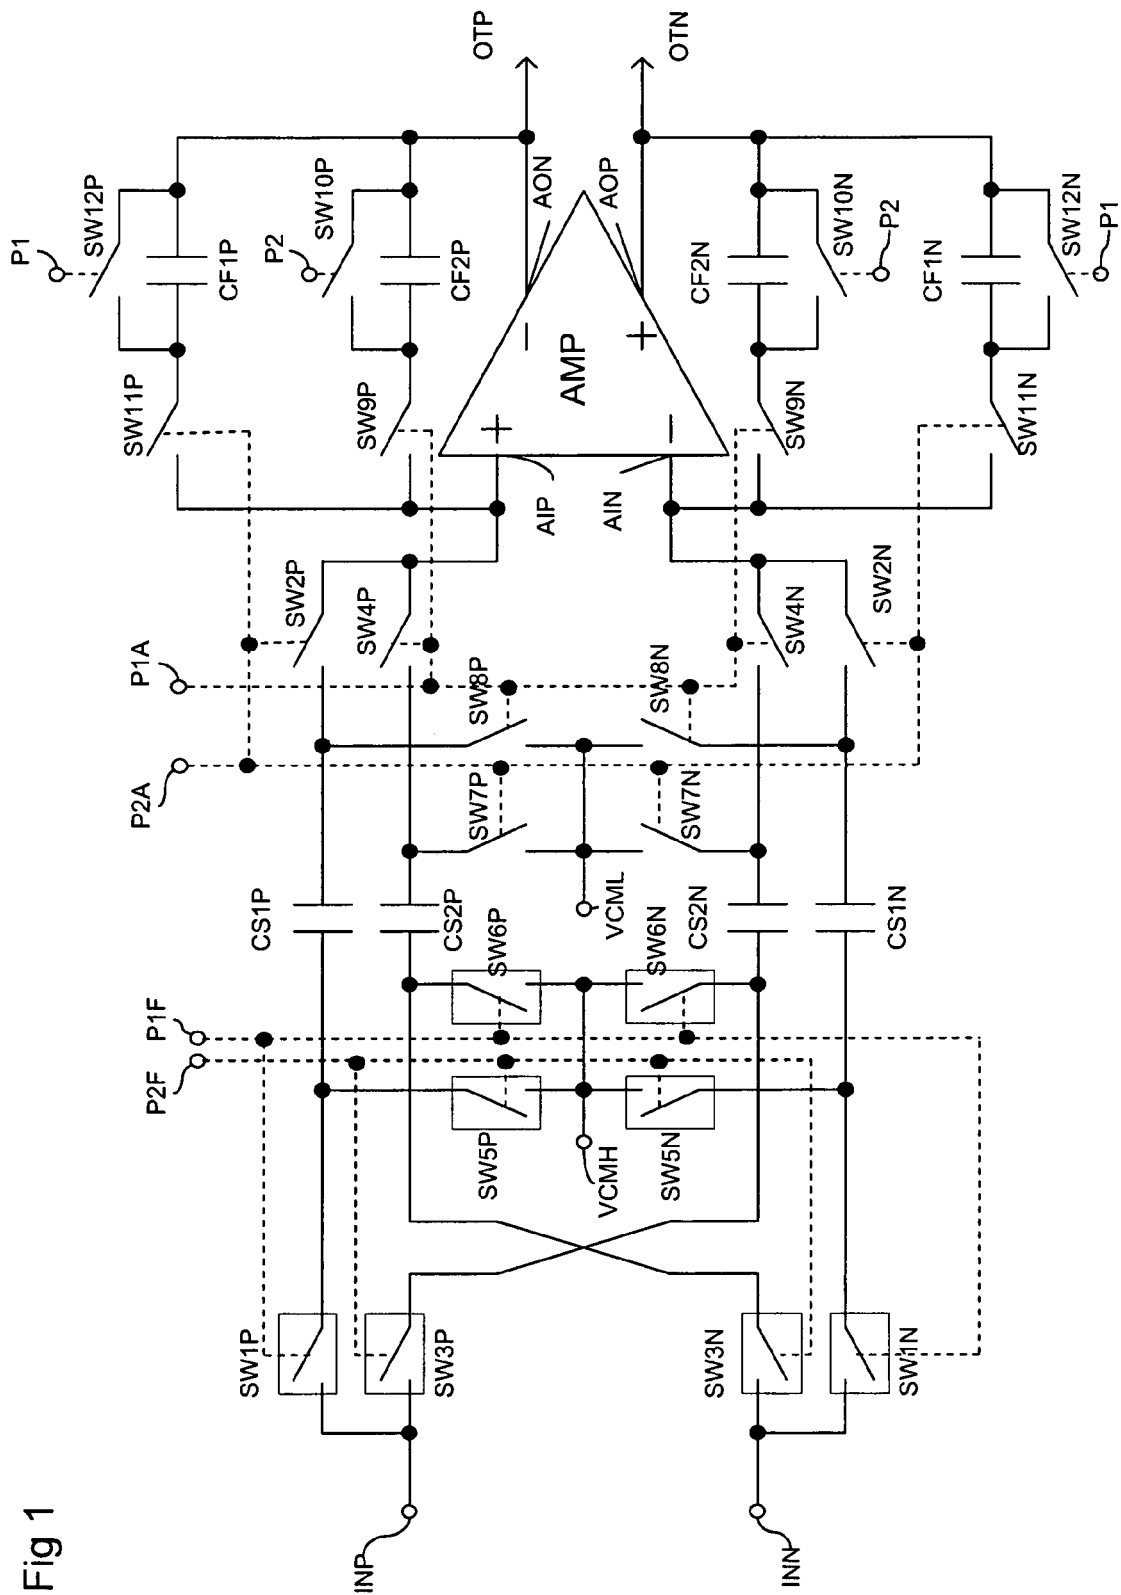 Fig 1
INP
INN
SW1P
SW3P
SW3N
SW1N
P2F
P1F
SW5P
VCMH
SW5N
SW6P
SW6N
CS1P
CS2P
VCML
CS2N
CS1N
P2A
P1A
SW7P
SW7N
SW8P
SW8N
SW2P
SW4P
SW4N
SW2N
AIP
AIN
SW11P
SW9P
SW9N
SW11N
+
−
AMP
−
+
P1
SW12P
CF1P
P2
SW10P
CF2P
AON
AOP
CF2N
SW10N
P2
CF1N
SW12N
P1
OTP
OTN